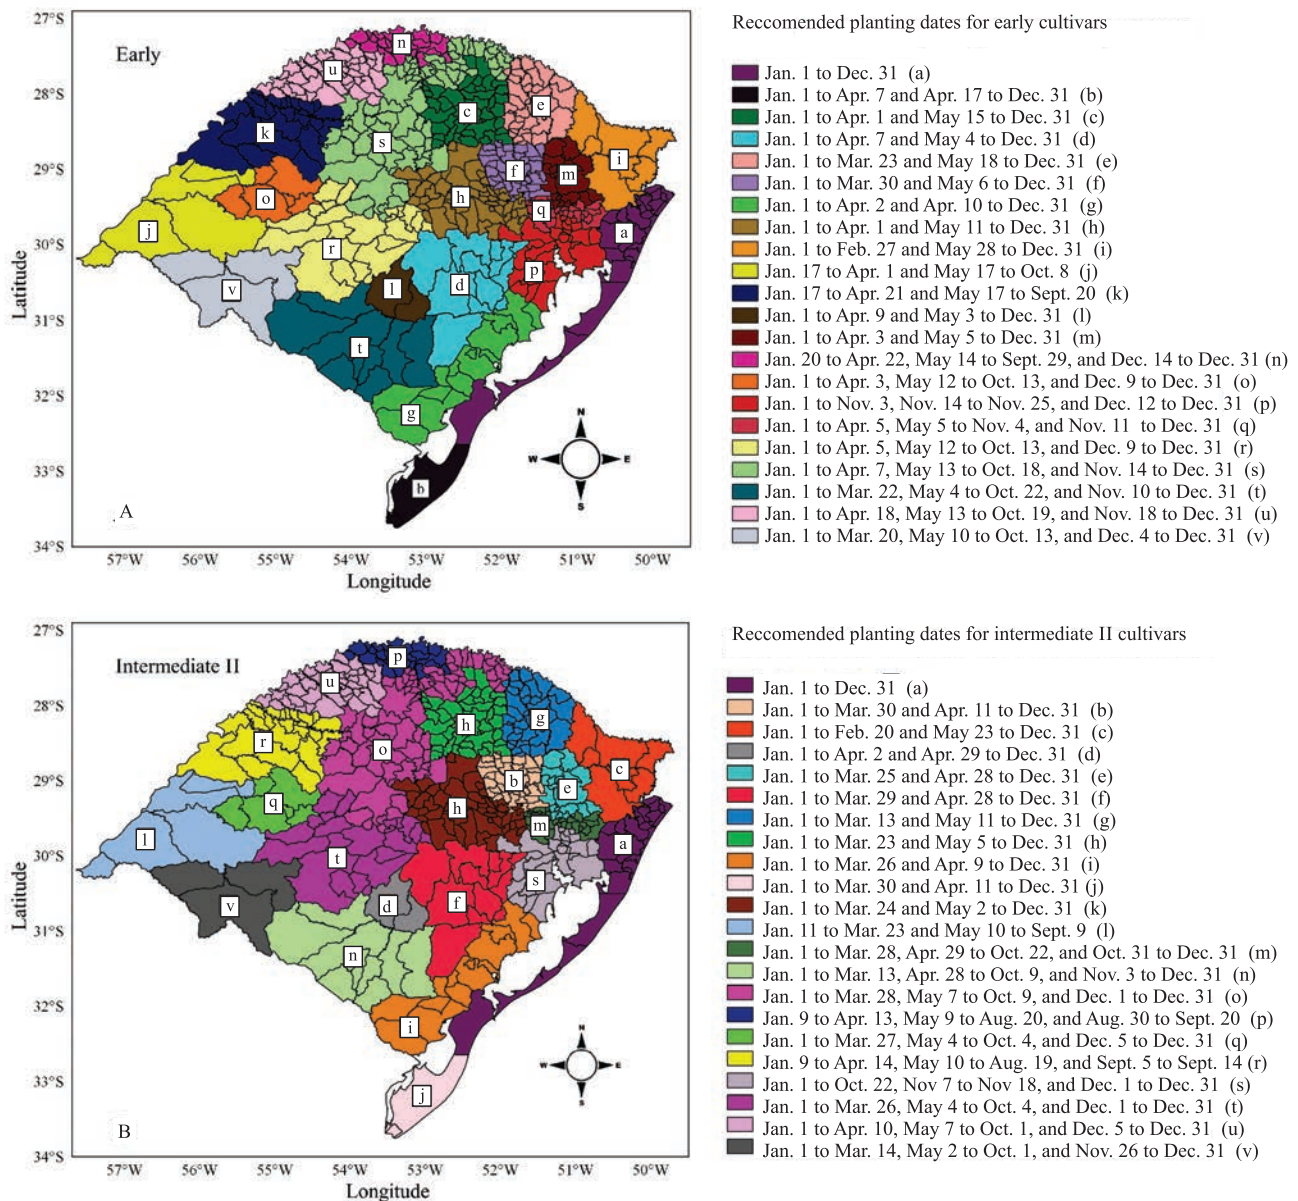 Reccomended planting dates for early cultivars
Early
Jan. 1 to Dec. 31 (a)
Jan. 1 to Apr. 7 and Apr. 17 to Dec. 31 (b)
Jan. 1 to Apr. 1 and May 15 to Dec. 31 (c)
Jan. 1 to Apr. 7 and May 4 to Dec. 31 (d)
Jan. 1 to Mar. 23 and May 18 to Dec. 31 (e)
Jan. 1 to Mar. 30 and May 6 to Dec. 31 (f)
Jan. 1 to Apr. 2 and Apr. 10 to Dec. 31 (g)
Jan. 1 to Apr. 1 and May 11 to Dec. 31 (h)
Jan. 1 to Feb. 27 and May 28 to Dec. 31 (i)
Jan. 17 to Apr. 1 and May 17 to Oct. 8 (j)
Jan. 17 to Apr. 21 and May 17 to Sept. 20 (k)
Jan. 1 to Apr. 9 and May 3 to Dec. 31 (l)
Jan. 1 to Apr. 3 and May 5 to Dec. 31 (m)
Jan. 20 to Apr. 22, May 14 to Sept. 29, and Dec. 14 to Dec. 31 (n)
Jan. 1 to Apr. 3, May 12 to Oct. 13, and Dec. 9 to Dec. 31 (o)
Jan. 1 to Nov. 3, Nov. 14 to Nov. 25, and Dec. 12 to Dec. 31 (p)
Jan. 1 to Apr. 5, May 5 to Nov. 4, and Nov. 11 to Dec. 31 (q)
Jan. 1 to Apr. 5, May 12 to Oct. 13, and Dec. 9 to Dec. 31 (r)
Jan. 1 to Apr. 7, May 13 to Oct. 18, and Nov. 14 to Dec. 31 (s)
Jan. 1 to Mar. 22, May 4 to Oct. 22, and Nov. 10 to Dec. 31 (t)
Jan. 1 to Apr. 18, May 13 to Oct. 19, and Nov. 18 to Dec. 31 (u)
Jan. 1 to Mar. 20, May 10 to Oct. 13, and Dec. 4 to Dec. 31 (v)
27°S
28°S
29°S
30°S
31°S
32°S
33°S
34°S
Latitude
n
u
e
c
k
s
i
f
m
o
h
q
j
a
r
p
v
l
d
t
g
b
N
W
E
S
A
57°W 56°W 55°W 54°W 53°W 52°W 51°W 50°W
Longitude
Reccomended planting dates for intermediate II cultivars
Intermediate II
Jan. 1 to Dec. 31 (a)
Jan. 1 to Mar. 30 and Apr. 11 to Dec. 31 (b)
Jan. 1 to Feb. 20 and May 23 to Dec. 31 (c)
Jan. 1 to Apr. 2 and Apr. 29 to Dec. 31 (d)
Jan. 1 to Mar. 25 and Apr. 28 to Dec. 31 (e)
Jan. 1 to Mar. 29 and Apr. 28 to Dec. 31 (f)
Jan. 1 to Mar. 13 and May 11 to Dec. 31 (g)
Jan. 1 to Mar. 23 and May 5 to Dec. 31 (h)
Jan. 1 to Mar. 26 and Apr. 9 to Dec. 31 (i)
Jan. 1 to Mar. 30 and Apr. 11 to Dec. 31 (j)
Jan. 1 to Mar. 24 and May 2 to Dec. 31 (k)
Jan. 11 to Mar. 23 and May 10 to Sept. 9 (l)
Jan. 1 to Mar. 28, Apr. 29 to Oct. 22, and Oct. 31 to Dec. 31 (m)
Jan. 1 to Mar. 13, Apr. 28 to Oct. 9, and Nov. 3 to Dec. 31 (n)
Jan. 1 to Mar. 28, May 7 to Oct. 9, and Dec. 1 to Dec. 31 (o)
Jan. 9 to Apr. 13, May 9 to Aug. 20, and Aug. 30 to Sept. 20 (p)
Jan. 1 to Mar. 27, May 4 to Oct. 4, and Dec. 5 to Dec. 31 (q)
Jan. 9 to Apr. 14, May 10 to Aug. 19, and Sept. 5 to Sept. 14 (r)
Jan. 1 to Oct. 22, Nov 7 to Nov 18, and Dec. 1 to Dec. 31 (s)
Jan. 1 to Mar. 26, May 4 to Oct. 4, and Dec. 1 to Dec. 31 (t)
Jan. 1 to Apr. 10, May 7 to Oct. 1, and Dec. 5 to Dec. 31 (u)
Jan. 1 to Mar. 14, May 2 to Oct. 1, and Nov. 26 to Dec. 31 (v)
27°S
28°S
29°S
30°S
31°S
32°S
33°S
34°S
Latitude
p
u
g
h
r
o
c
b
e
q
h
m
l
a
t
s
v
d
f
n
i
j
N
W
E
S
B
57°W 56°W 55°W 54°W 53°W 52°W 51°W 50°W
Longitude